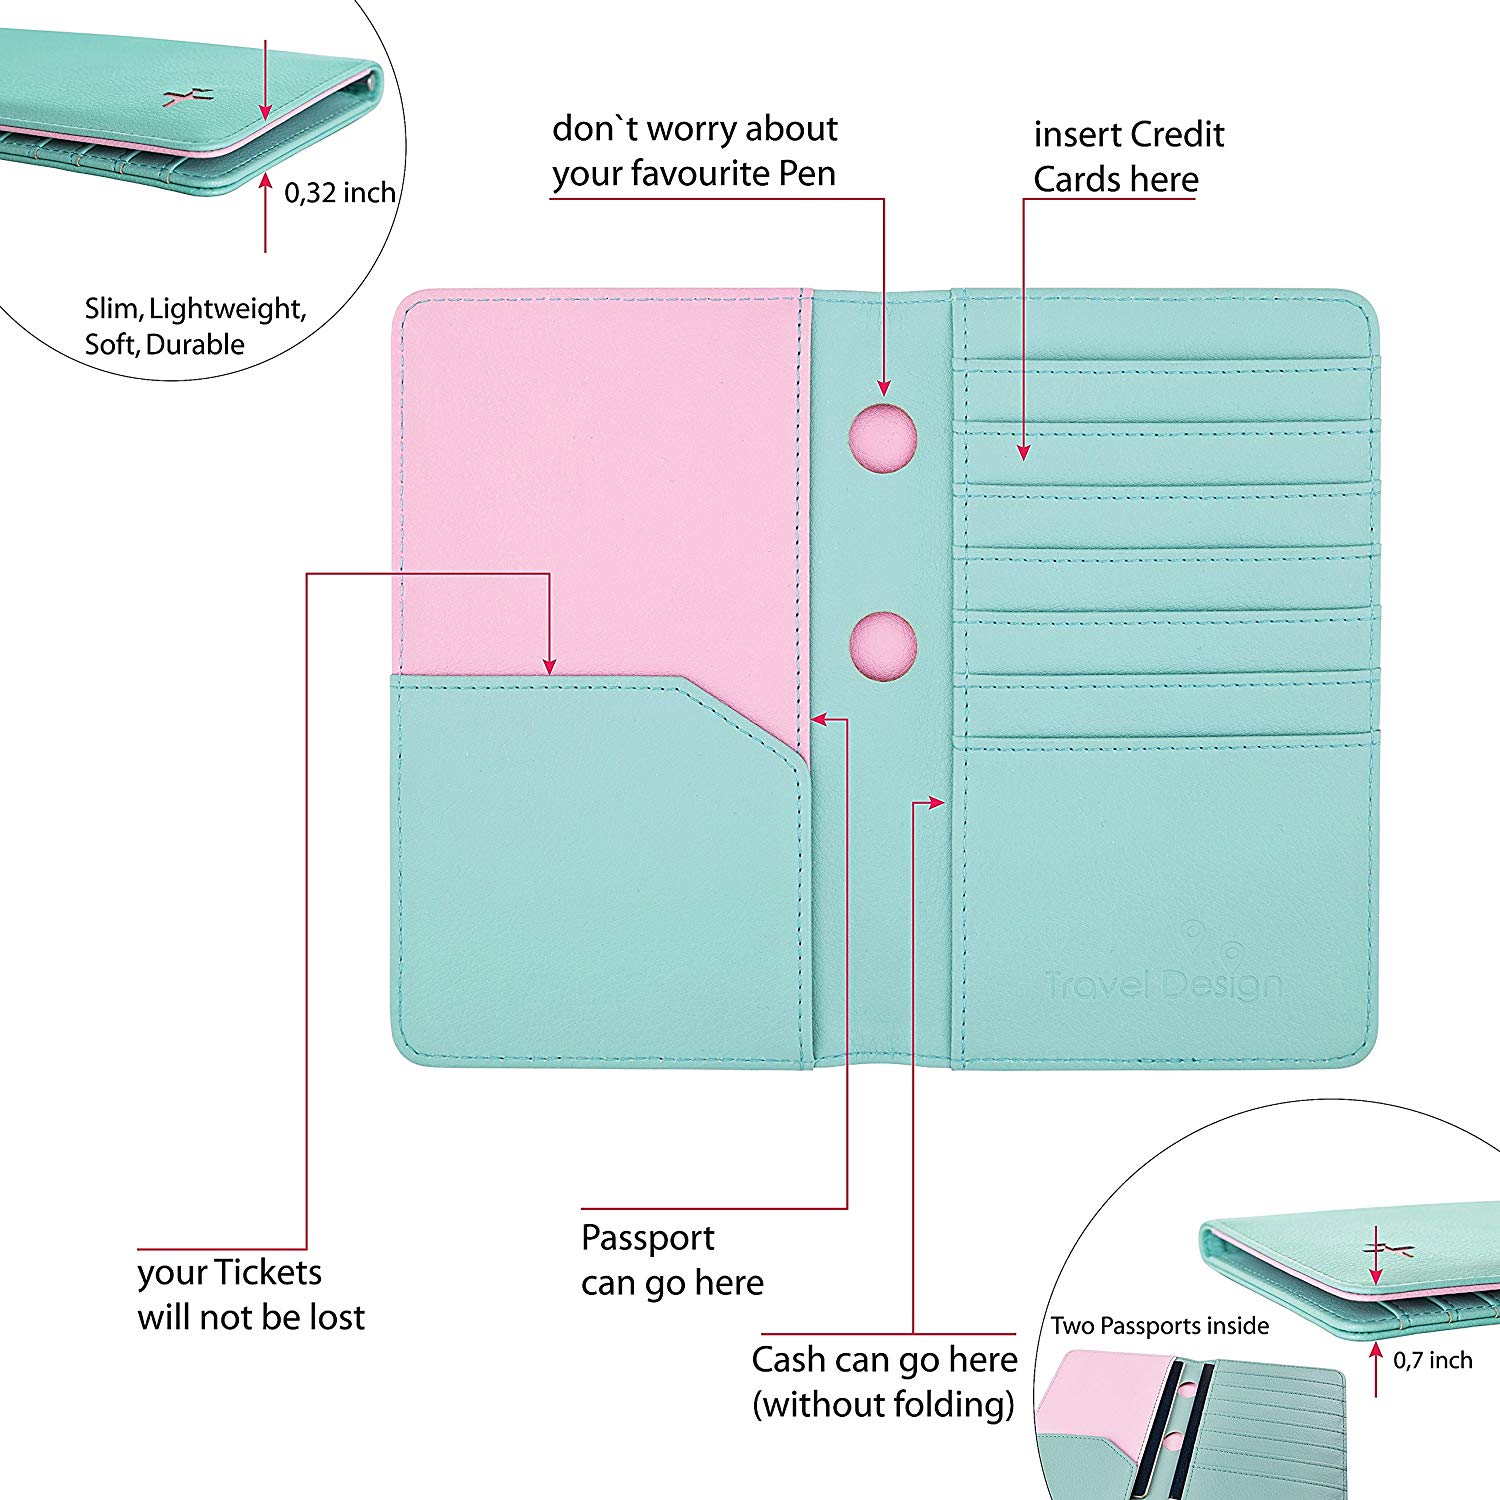 don`t worry about
your favourite Pen
insert Credit
Cards here
0,32 inch
Slim, Lightweight,
Soft, Durable
Travel Design
your Tickets
will not be lost
Passport
can go here
Cash can go here
(without folding)
Two Passports inside
0,7 inch